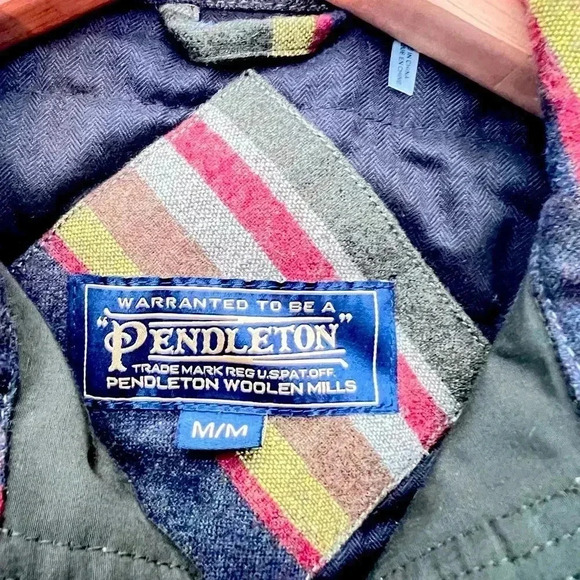 WARRANTED TO BE A
"PENDLETON"
TRADE MARK REG U.S.PAT.OFF.
PENDLETON WOOLEN MILLS
M/M